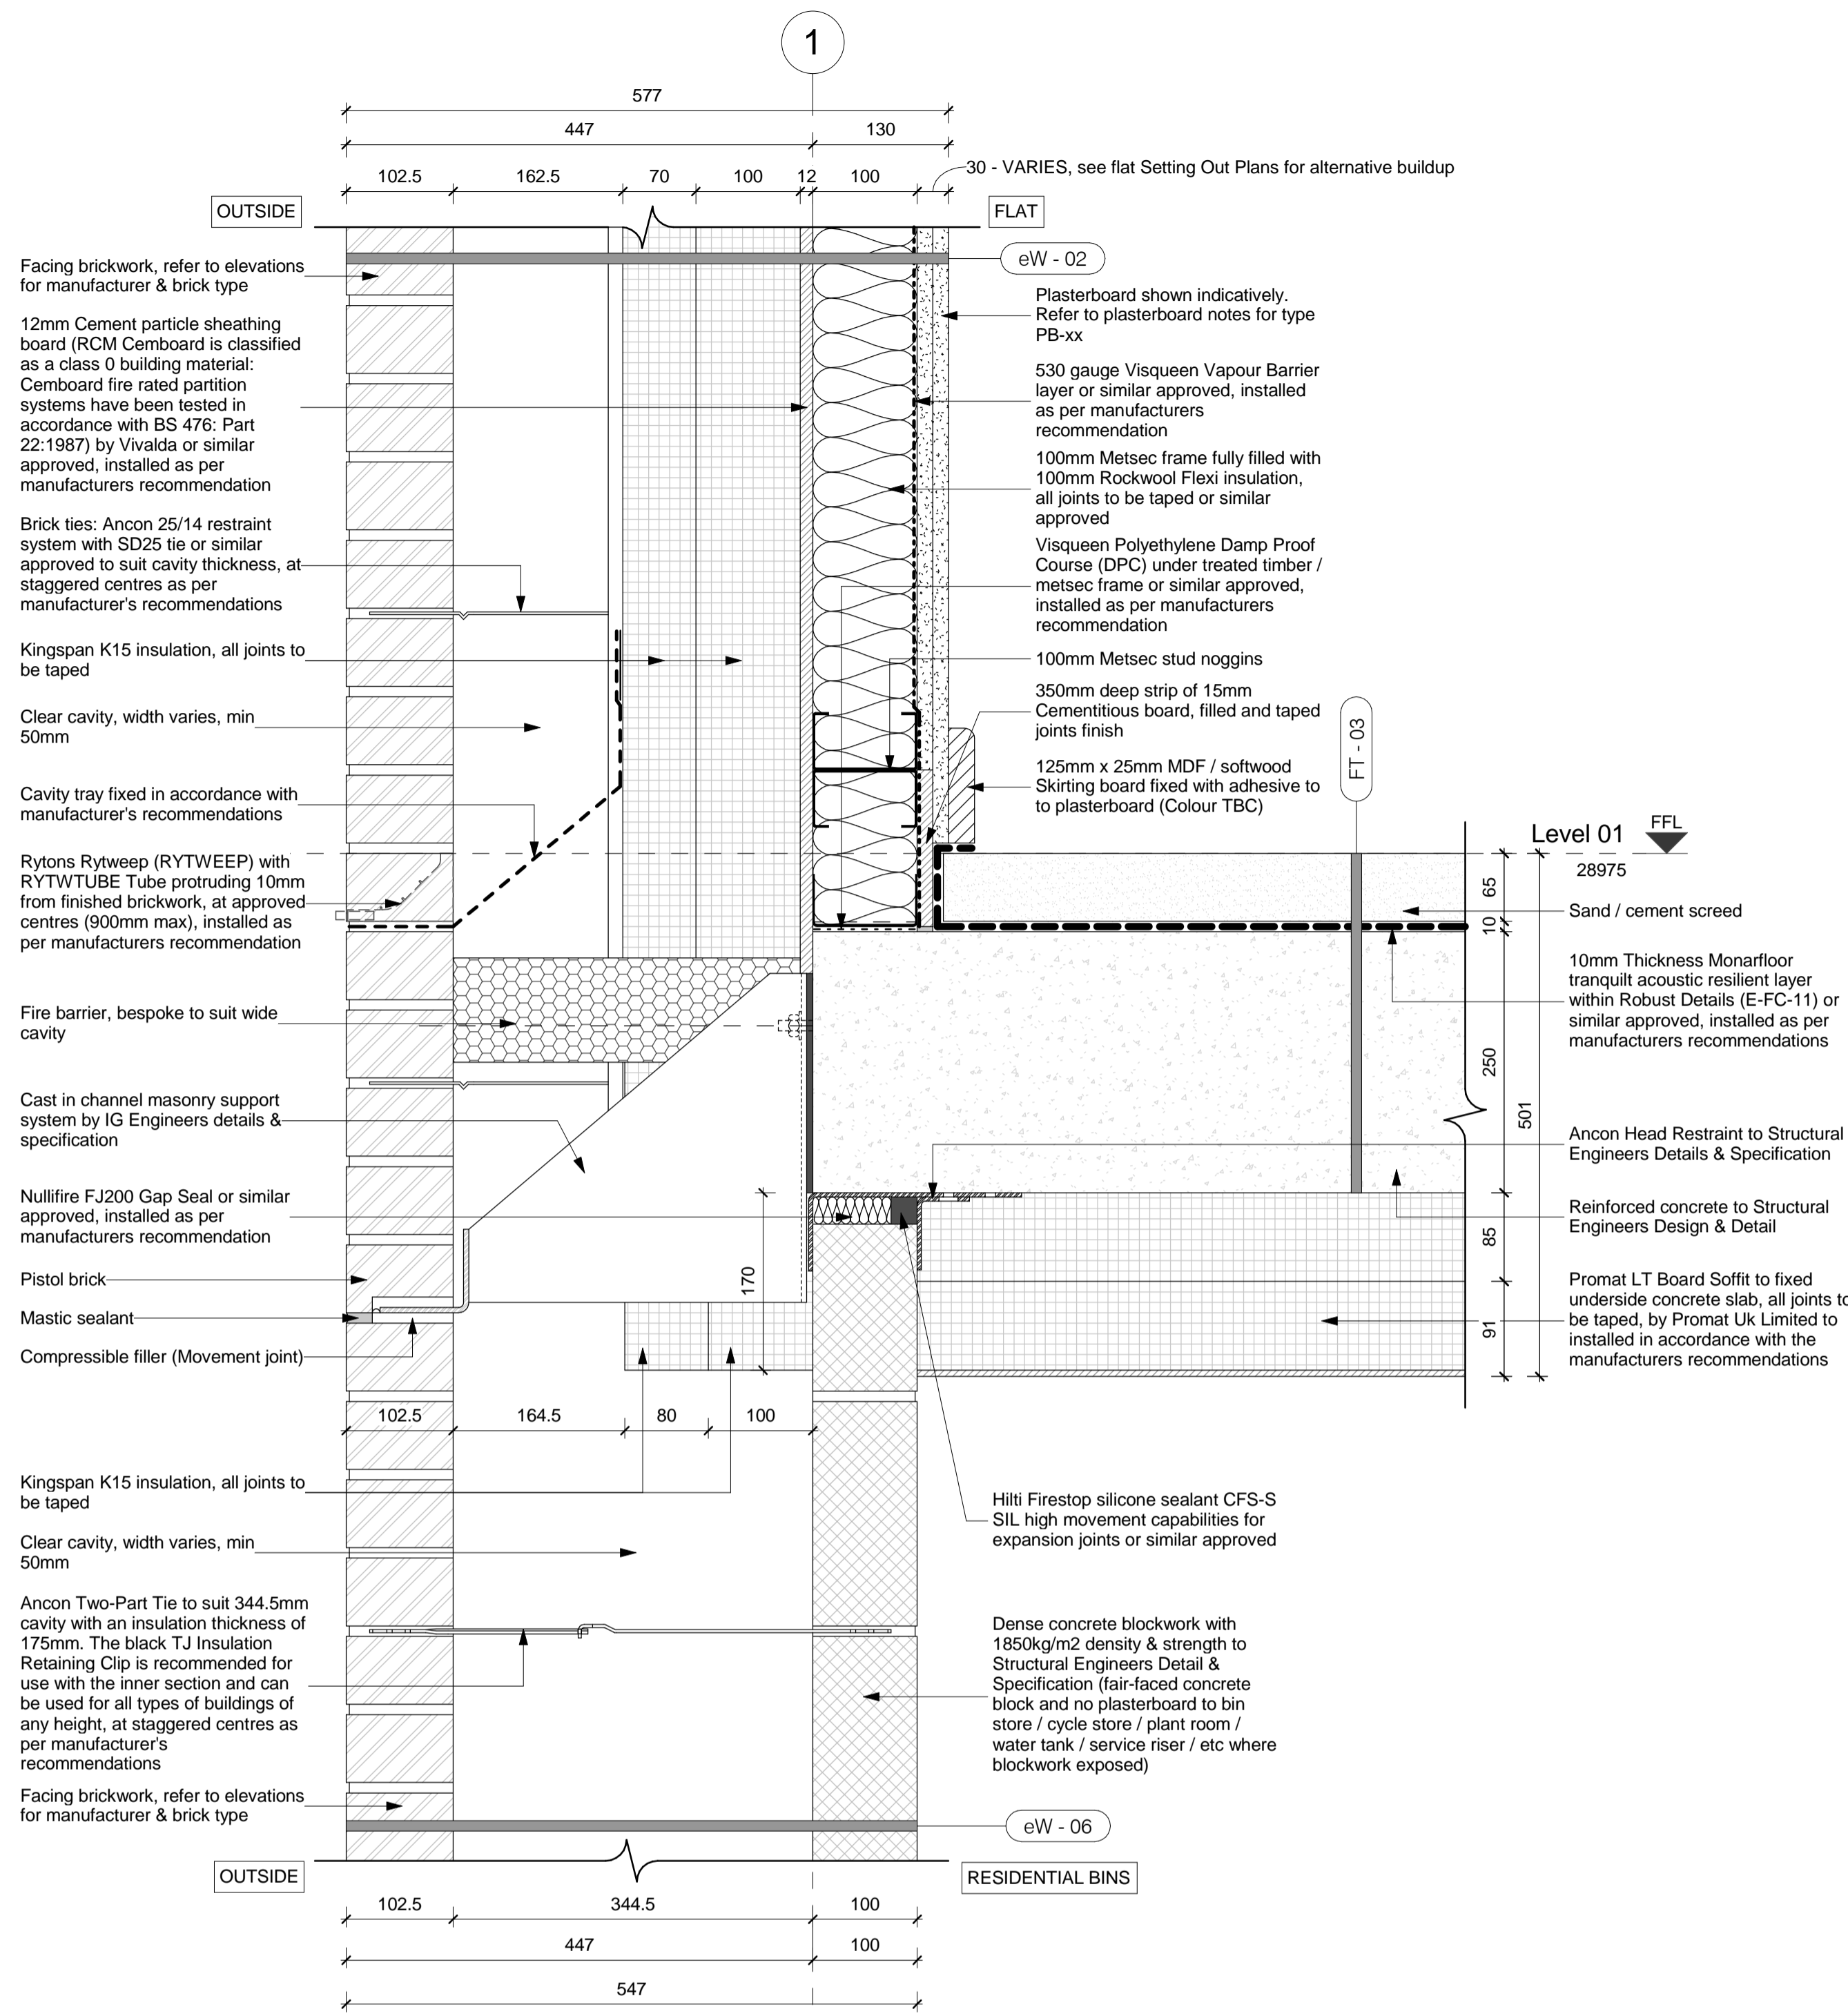 1
577
447
130
102.5
162.5
70
100
12
100
30 - VARIES, see flat Setting Out Plans for alternative buildup
OUTSIDE
FLAT
eW - 02
Facing brickwork, refer to elevations
for manufacturer & brick type
12mm Cement particle sheathing
board (RCM Cemboard is classified
as a class 0 building material:
Cemboard fire rated partition
systems have been tested in
accordance with BS 476: Part
22:1987) by Vivalda or similar
approved, installed as per
manufacturers recommendation
Brick ties: Ancon 25/14 restraint
system with SD25 tie or similar
approved to suit cavity thickness, at
staggered centres as per
manufacturer's recommendations
Kingspan K15 insulation, all joints to
be taped
Clear cavity, width varies, min
50mm
Cavity tray fixed in accordance with
manufacturer's recommendations
Rytons Rytweep (RYTWEEP) with
RYTWTUBE Tube protruding 10mm
from finished brickwork, at approved
centres (900mm max), installed as
per manufacturers recommendation
Fire barrier, bespoke to suit wide
cavity
Cast in channel masonry support
system by IG Engineers details &
specification
Nullifire FJ200 Gap Seal or similar
approved, installed as per
manufacturers recommendation
Pistol brick
Mastic sealant
Compressible filler (Movement joint)
Kingspan K15 insulation, all joints to
be taped
Clear cavity, width varies, min
50mm
Ancon Two-Part Tie to suit 344.5mm
cavity with an insulation thickness of
175mm. The black TJ Insulation
Retaining Clip is recommended for
use with the inner section and can
be used for all types of buildings of
any height, at staggered centres as
per manufacturer's
recommendations
Facing brickwork, refer to elevations
for manufacturer & brick type
Plasterboard shown indicatively.
Refer to plasterboard notes for type
PB-xx
530 gauge Visqueen Vapour Barrier
layer or similar approved, installed
as per manufacturers
recommendation
100mm Metsec frame fully filled with
100mm Rockwool Flexi insulation,
all joints to be taped or similar
approved
Visqueen Polyethylene Damp Proof
Course (DPC) under treated timber /
metsec frame or similar approved,
installed as per manufacturers
recommendation
100mm Metsec stud noggins
350mm deep strip of 15mm
Cementitious board, filled and taped
joints finish
125mm x 25mm MDF / softwood
Skirting board fixed with adhesive to
to plasterboard (Colour TBC)
FT - 03
Level 01
FFL
28975
65
10
250
501
85
91
Sand / cement screed
10mm Thickness Monarfloor
tranquilt acoustic resilient layer
within Robust Details (E-FC-11) or
similar approved, installed as per
manufacturers recommendations
Ancon Head Restraint to Structural
Engineers Details & Specification
Reinforced concrete to Structural
Engineers Design & Detail
Promat LT Board Soffit to fixed
underside concrete slab, all joints to
be taped, by Promat Uk Limited to
installed in accordance with the
manufacturers recommendations
170
102.5
164.5
80
100
Hilti Firestop silicone sealant CFS-S
SIL high movement capabilities for
expansion joints or similar approved
Dense concrete blockwork with
1850kg/m2 density & strength to
Structural Engineers Detail &
Specification (fair-faced concrete
block and no plasterboard to bin
store / cycle store / plant room /
water tank / service riser / etc where
blockwork exposed)
eW - 06
OUTSIDE
RESIDENTIAL BINS
102.5
344.5
100
447
100
547